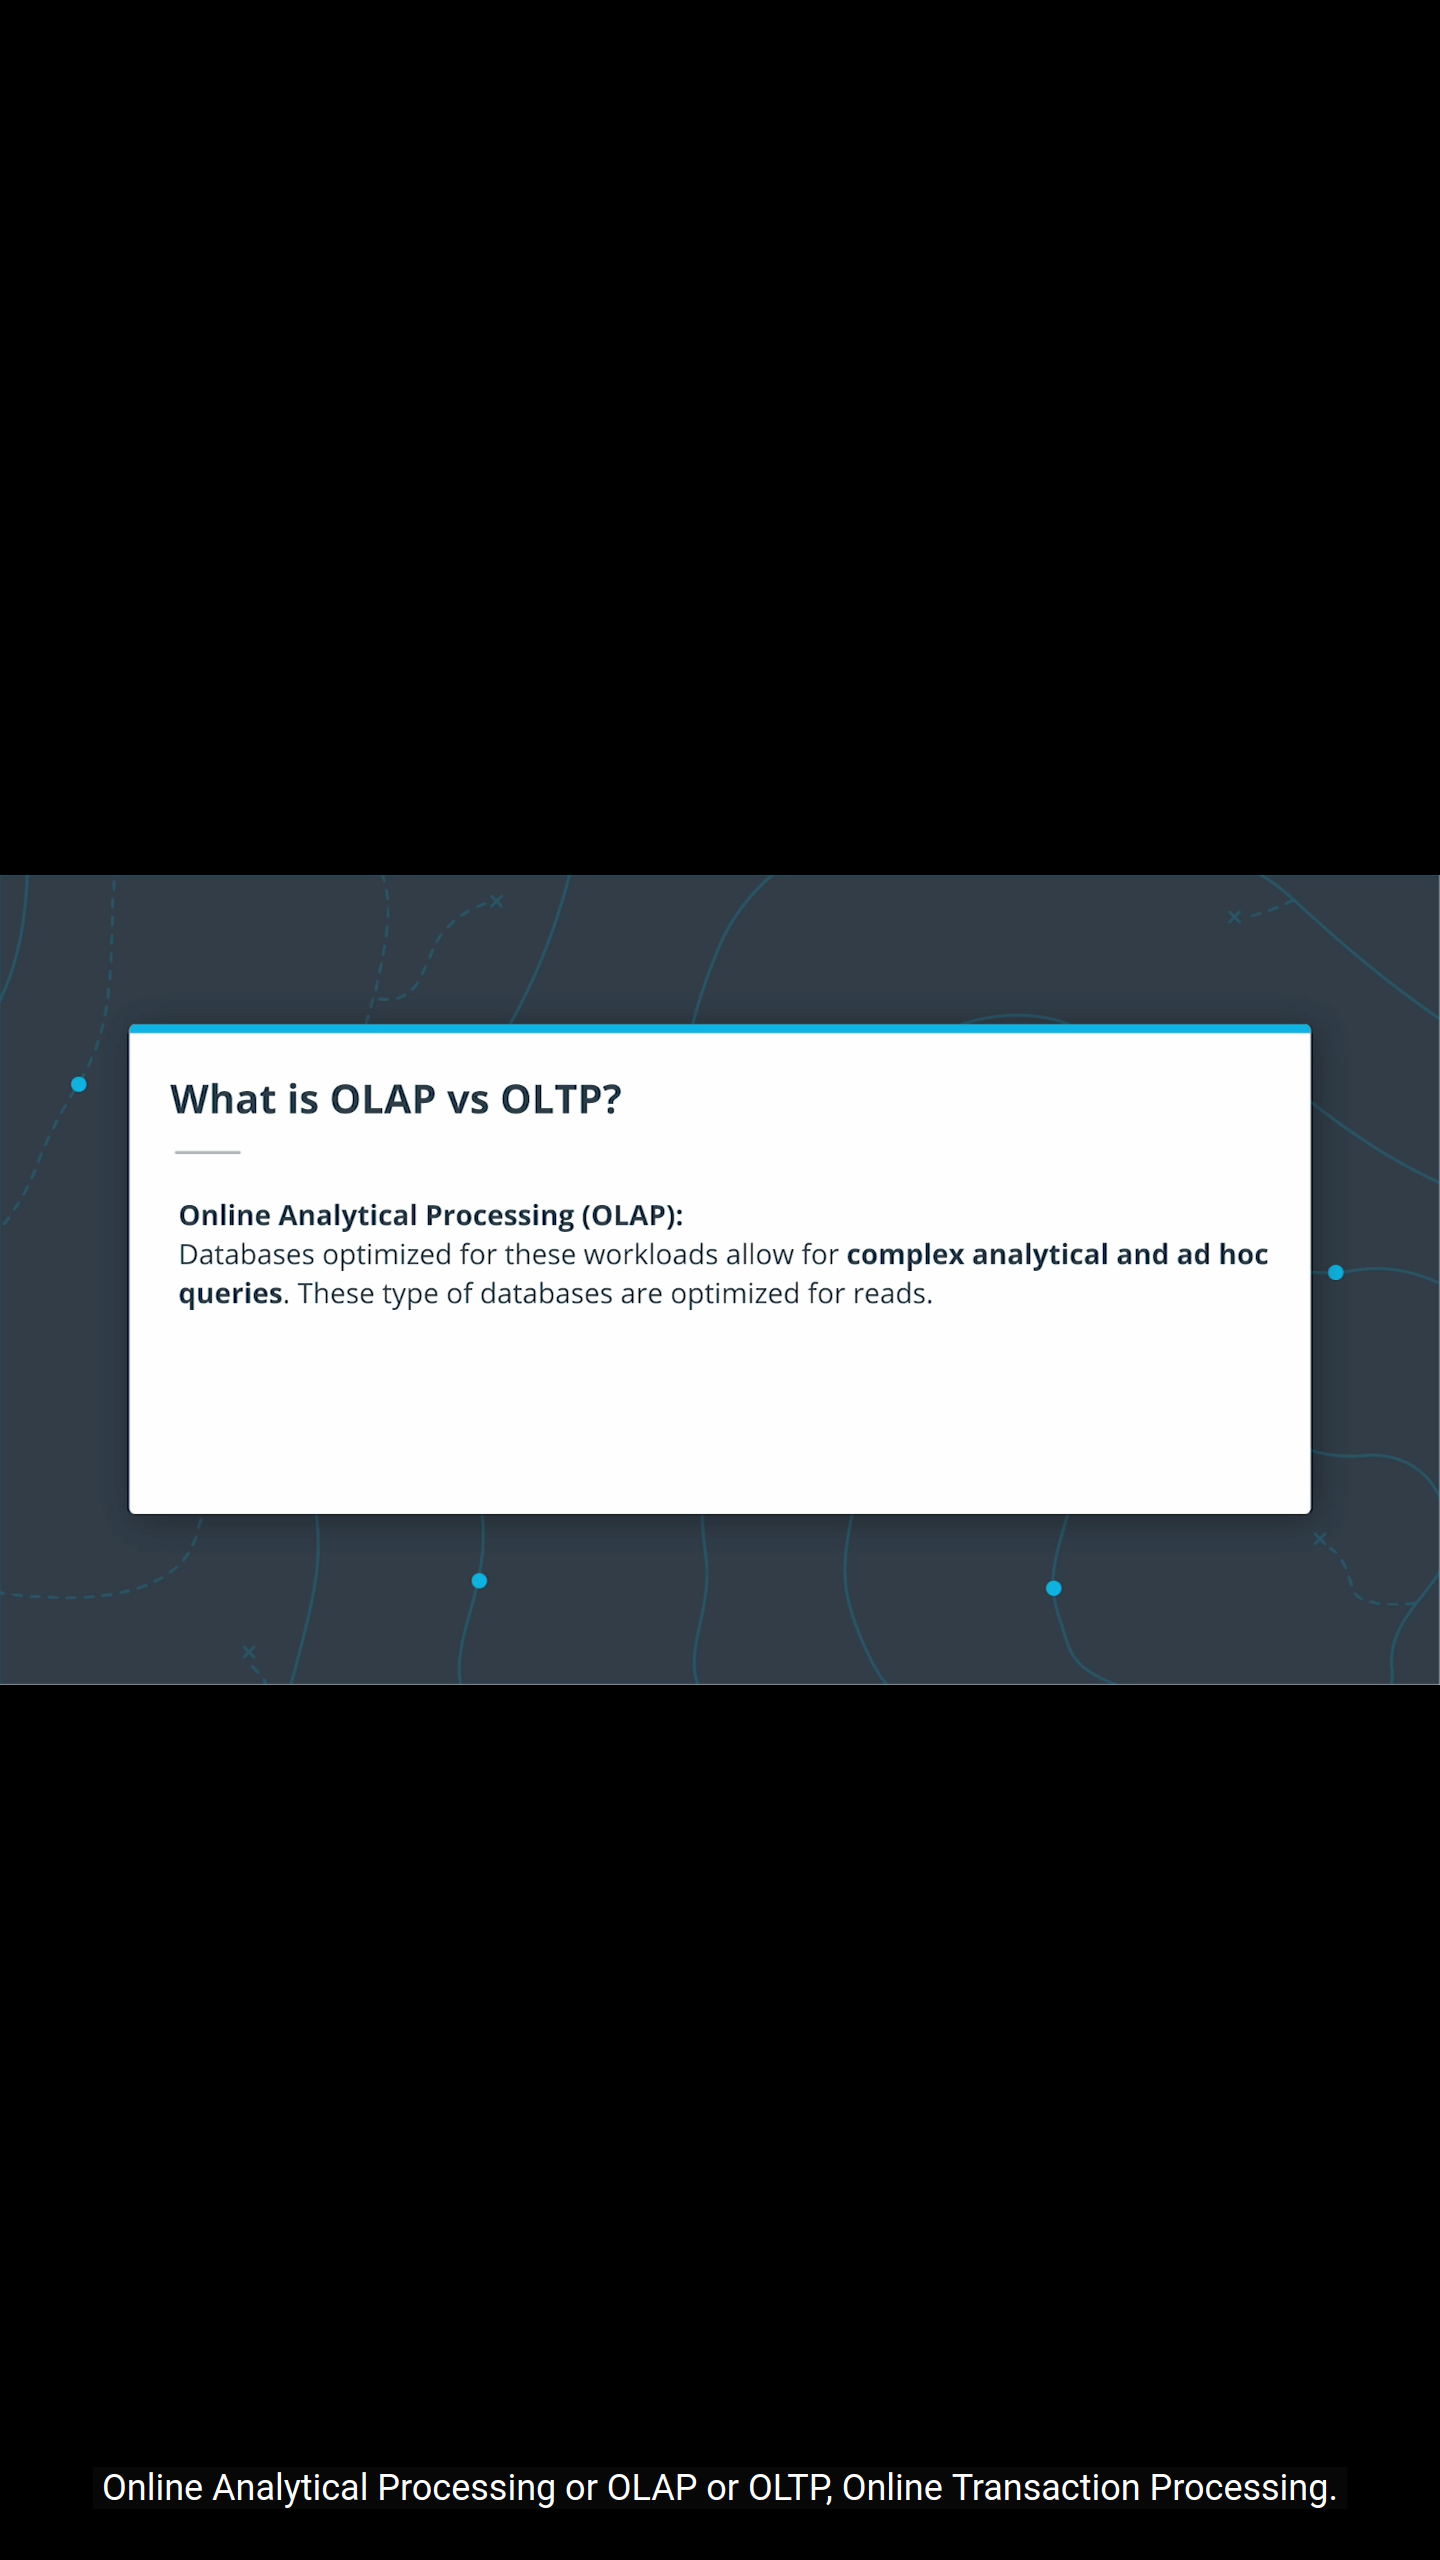 What is OLAP vs OLTP?
Online Analytical Processing (OLAP):
Databases optimized for these workloads allow for complex analytical and ad hoc
queries. These type of databases are optimized for reads.
Online Analytical Processing or OLAP or OLTP, Online Transaction Processing.